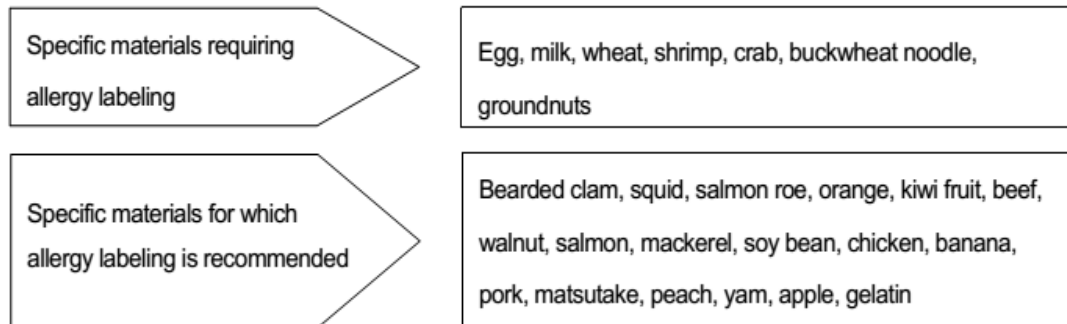 Specific materials requiring
allergy labeling
Egg, milk, wheat, shrimp, crab, buckwheat noodle,
groundnuts
Specific materials for which
allergy labeling is recommended
Bearded clam, squid, salmon roe, orange, kiwi fruit, beef,
walnut, salmon, mackerel, soy bean, chicken, banana,
pork, matsutake, peach, yam, apple, gelatin